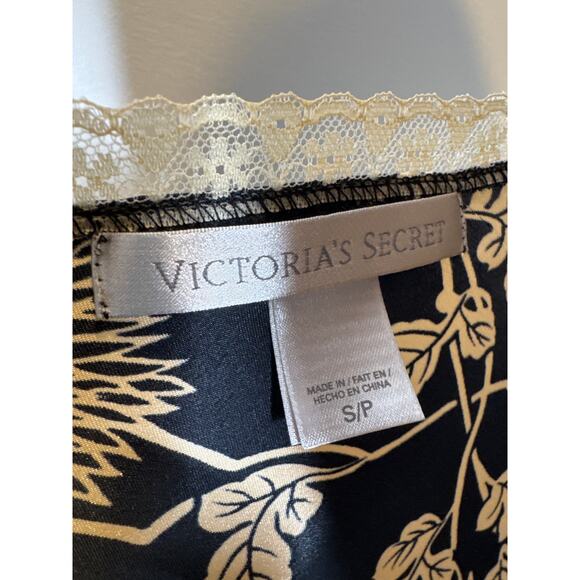 VICTORIA'S SECRET
MADE IN / FAIT EN /
HECHO EN CHINA
S/P